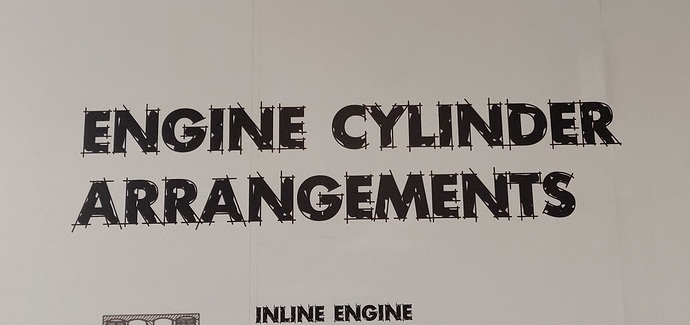 ENGINE CYLINDER
ARRANGEMENTS
INLINE ENGINE